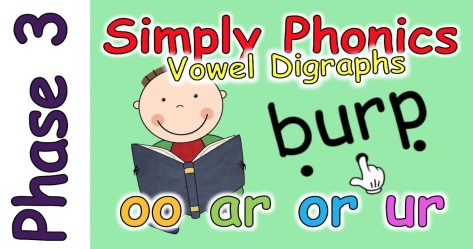 Phase 3
Simply Phonics
Vowel Digraphs
burp
oo ar or ur